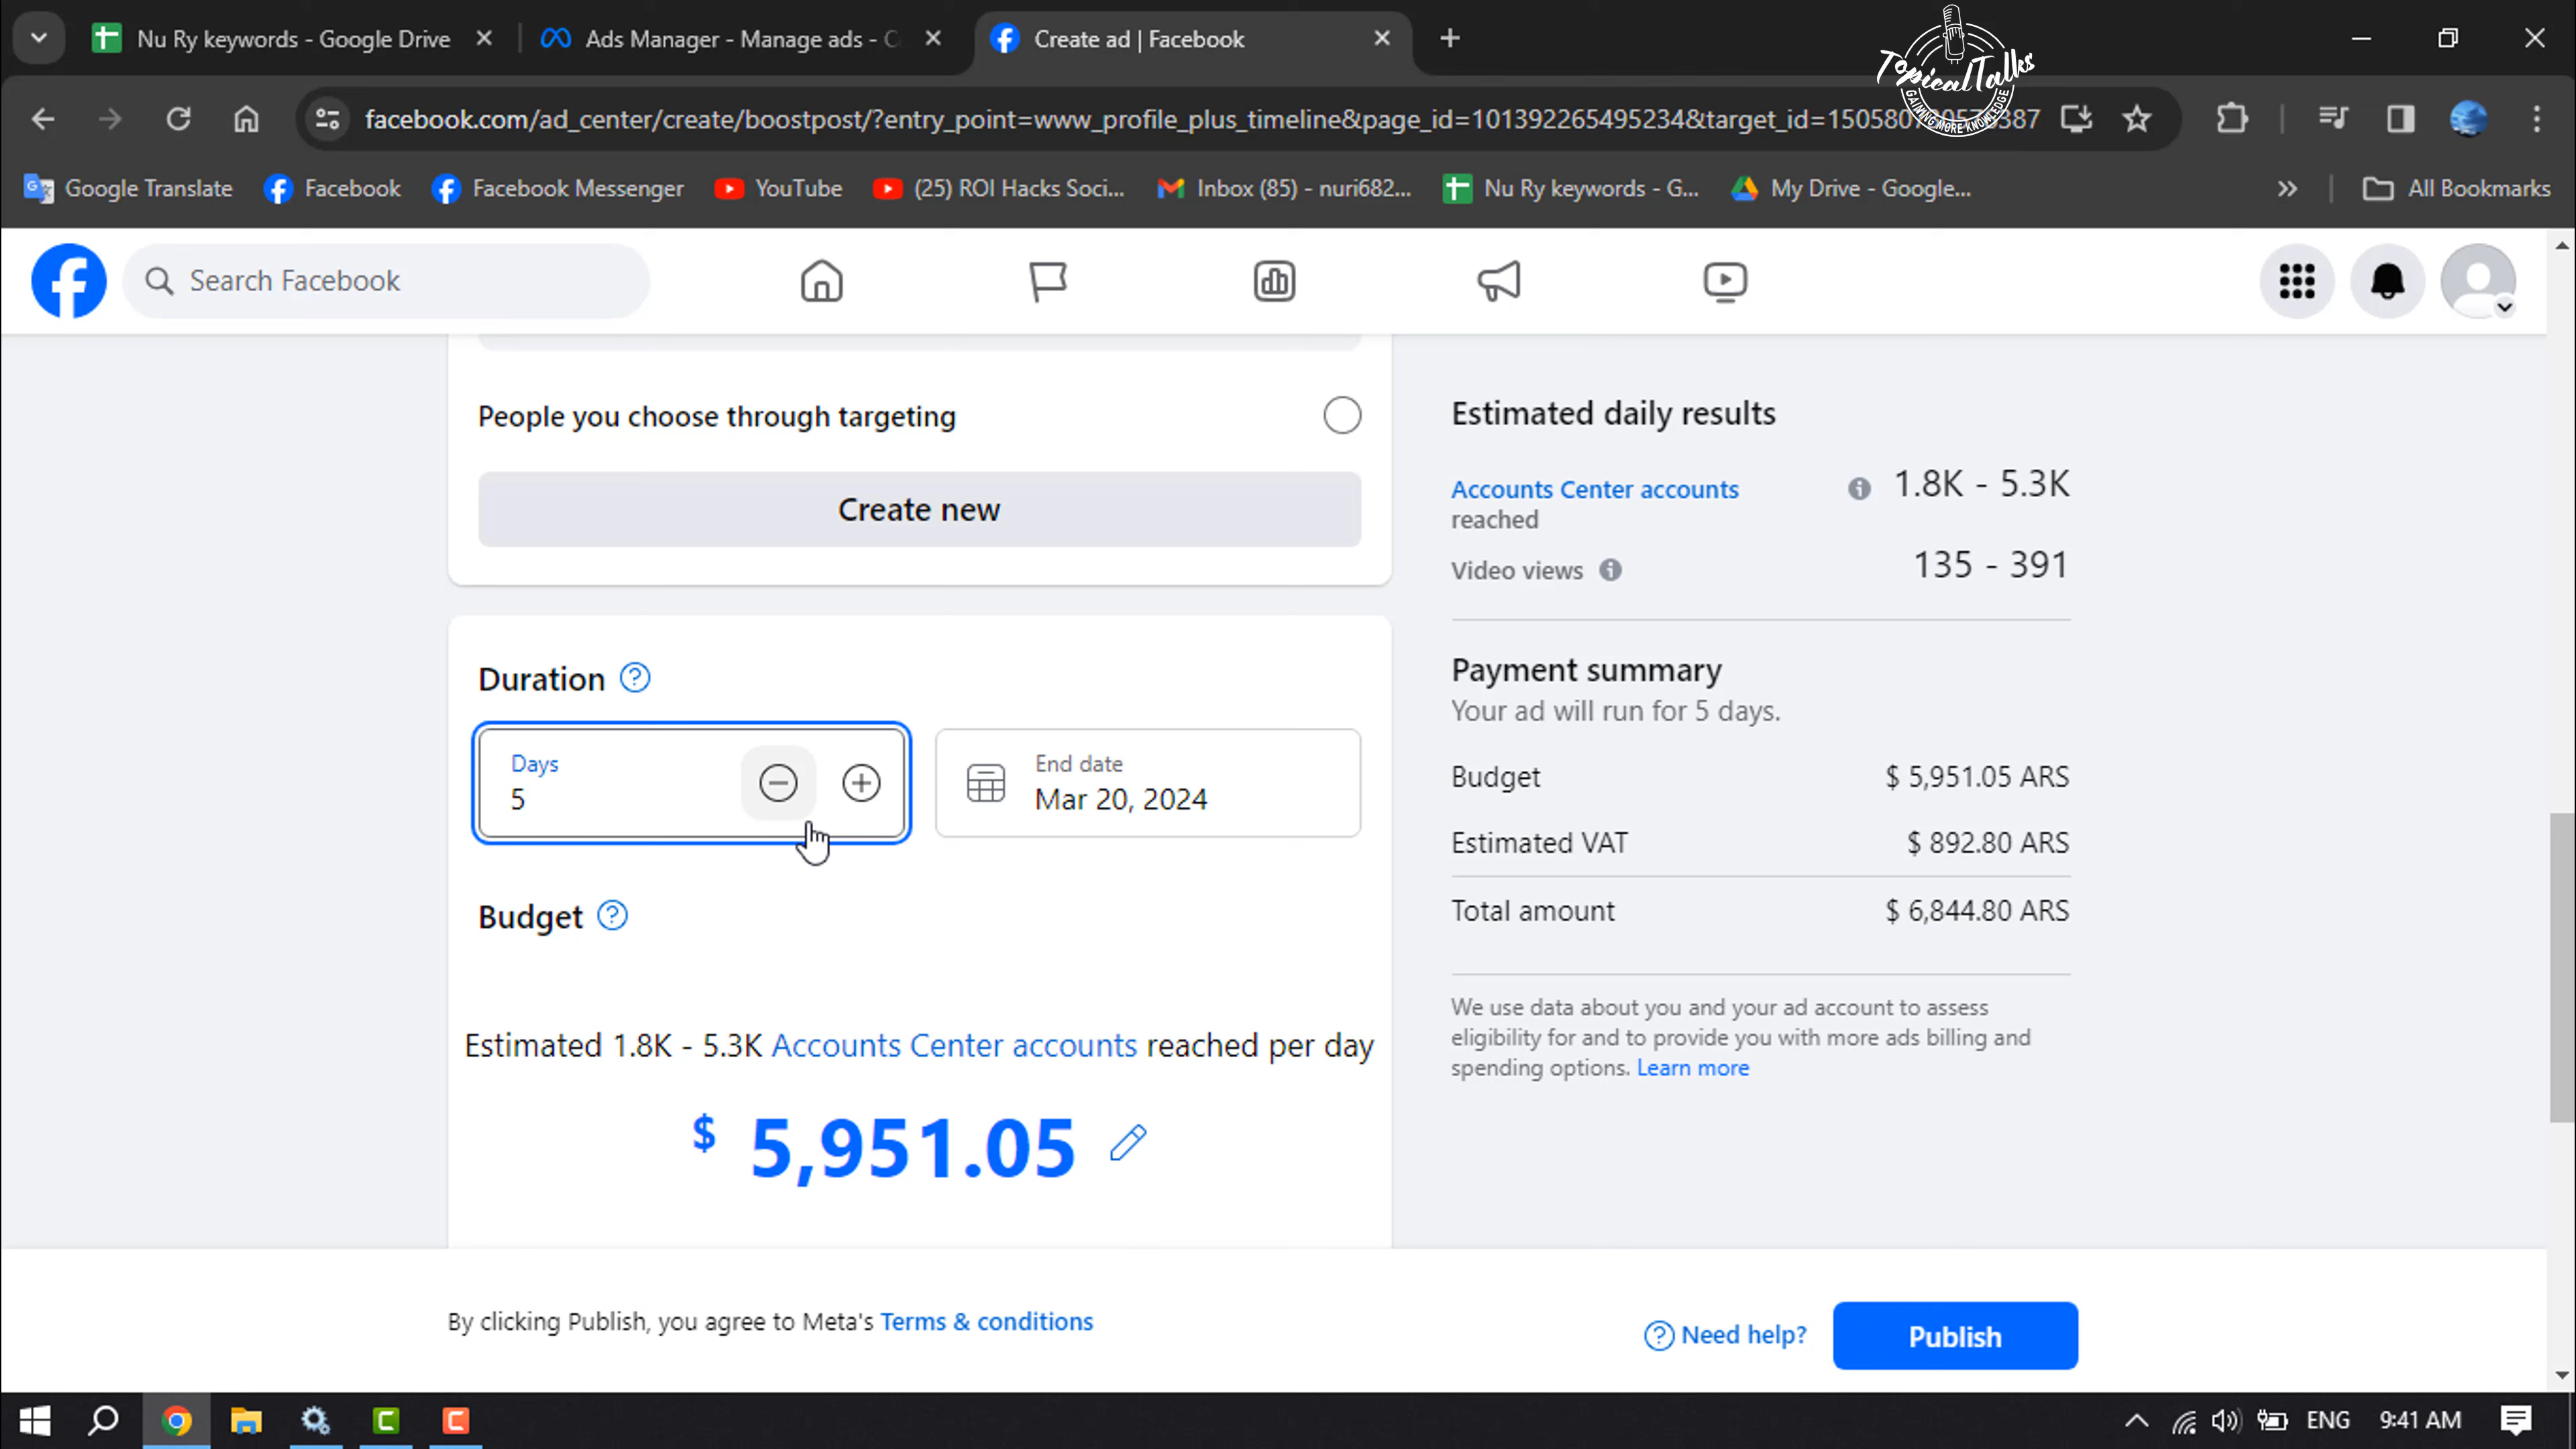 Nu Ry keywords - Google Drive
Ads Manager - Manage ads - C
Create ad | Facebook
TopicalTalks
GAINING MORE KNOWLEDGE
facebook.com/ad_center/create/boostpost/?entry_point=www_profile_plus_timeline&page_id=101392265495234&target_id=15058
387
Google Translate
Facebook
Facebook Messenger
YouTube
(25) ROI Hacks Soci...
Inbox (85) - nuri682...
Nu Ry keywords - G...
My Drive - Google...
All Bookmarks
Search Facebook
People you choose through targeting
Create new
Duration
Days
5
End date
Mar 20, 2024
Budget
Estimated 1.8K - 5.3K Accounts Center accounts reached per day
$ 5,951.05
Estimated daily results
Accounts Center accounts
reached
1.8K - 5.3K
Video views
135 - 391
Payment summary
Your ad will run for 5 days.
Budget $ 5,951.05 ARS
Estimated VAT $ 892.80 ARS
Total amount $ 6,844.80 ARS
We use data about you and your ad account to assess
eligibility for and to provide you with more ads billing and
spending options. Learn more
By clicking Publish, you agree to Meta's Terms & conditions
Need help?
Publish
ENG
9:41 AM